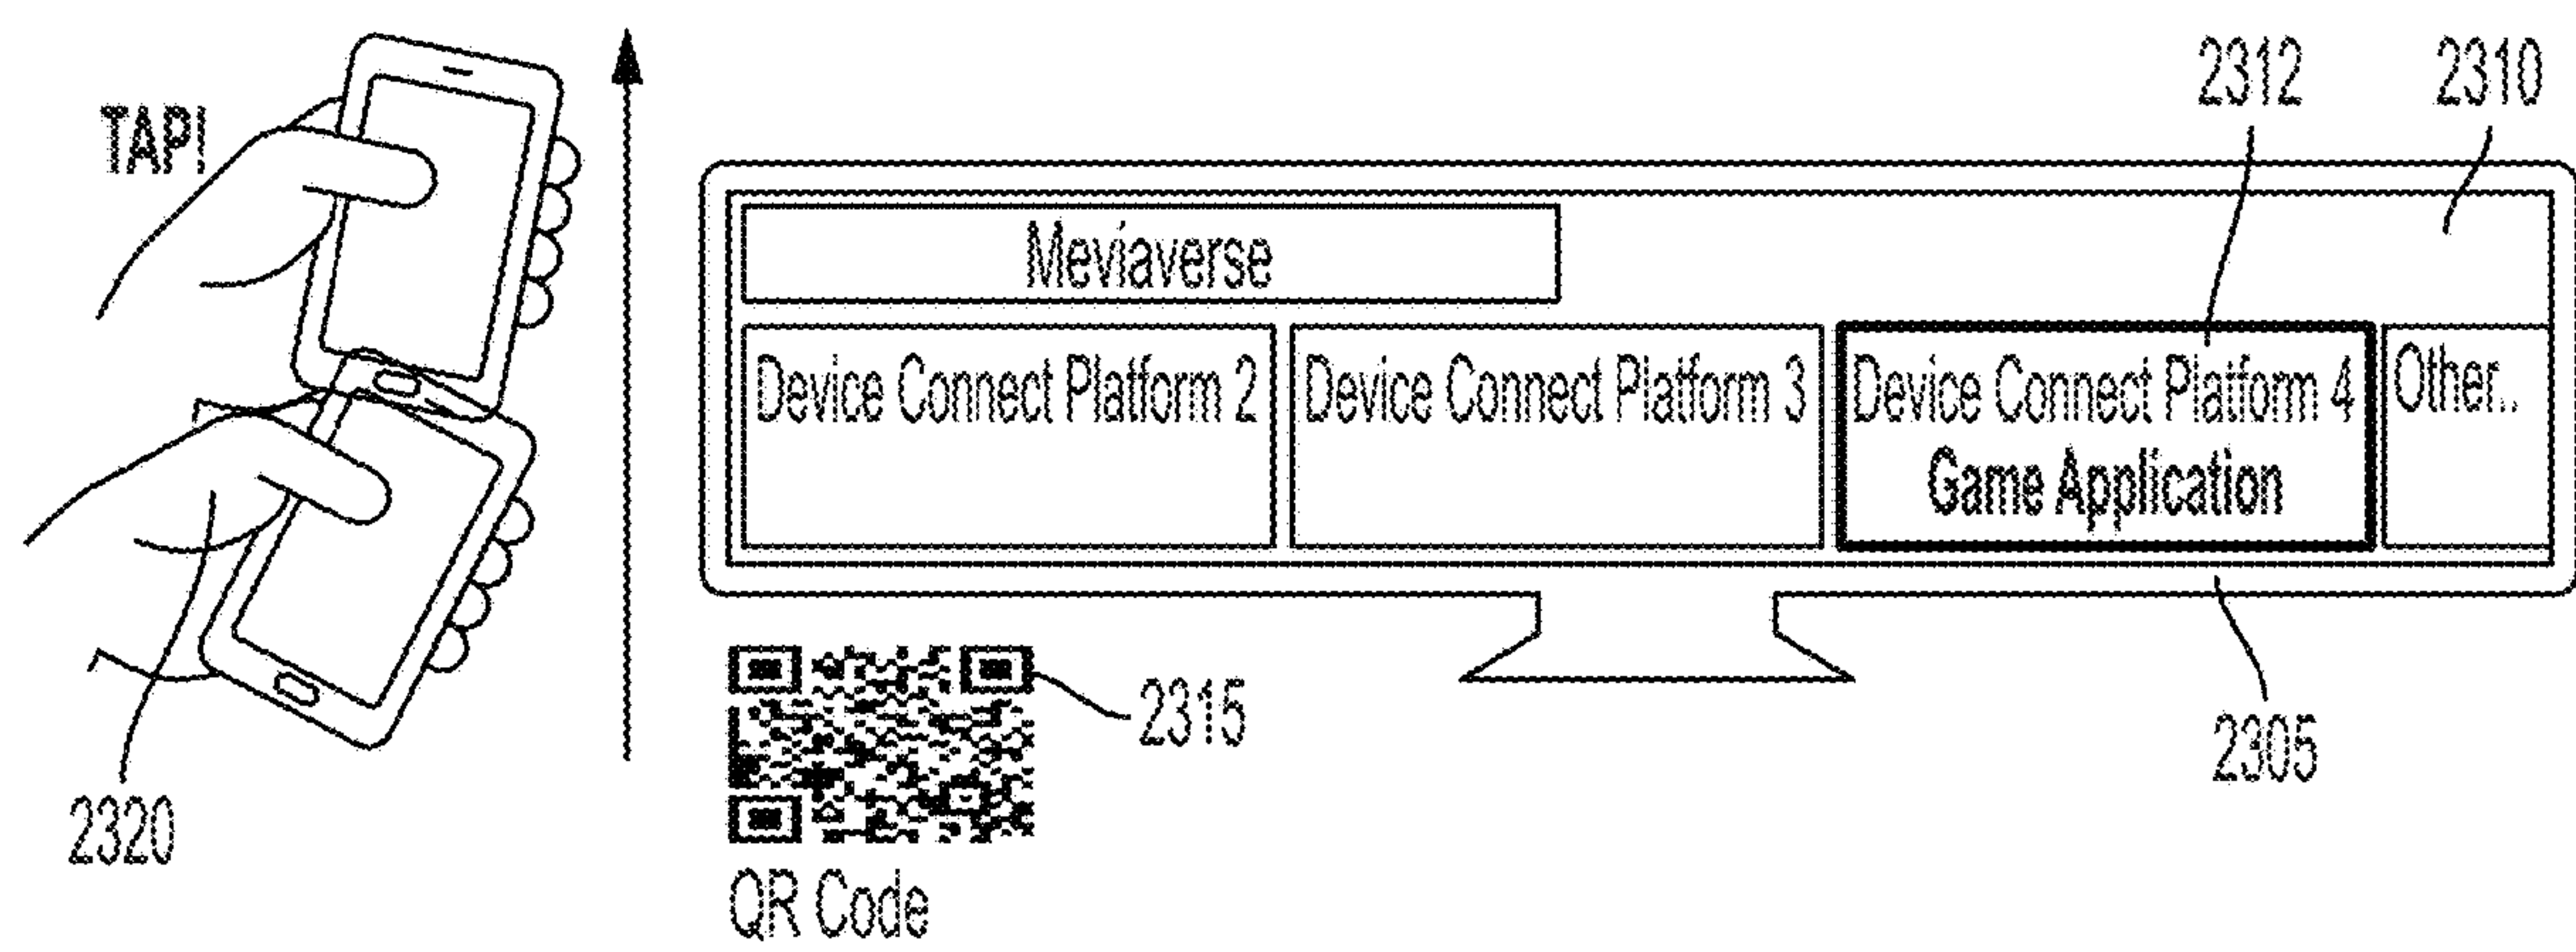 2312
2310
TAP!
Meviaverse
Device Connect Platform 2
Device Connect Platform 3
Device Connect Platform 4
Game Application
Other..
2315
2305
2320
QR Code